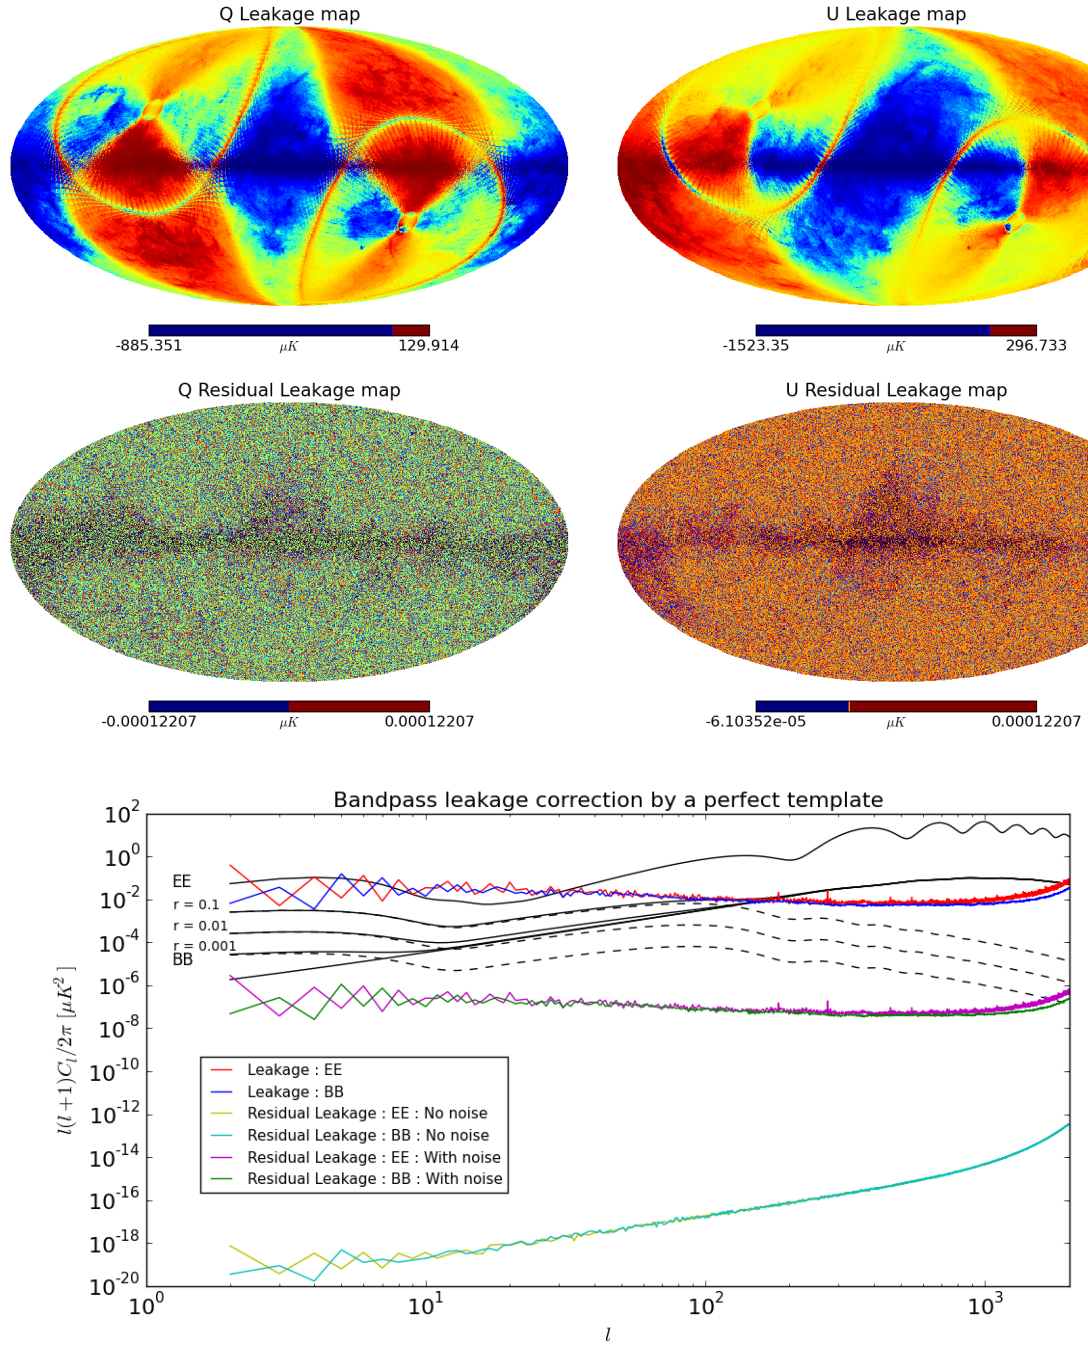 Q Leakage map
U Leakage map
-885.351 μK 129.914
-1523.35 μK 296.733
Q Residual Leakage map
U Residual Leakage map
-0.00012207 μK 0.00012207
-6.10352e-05 μK 0.00012207
Bandpass leakage correction by a perfect template
10^2
10^0
10^-2
10^-4
10^-6
10^-8
10^-10
10^-12
10^-14
10^-16
10^-18
10^-20
l(l+1)C_l/2π [μK^2]
EE
r = 0.1
r = 0.01
r = 0.001
BB
Leakage : EE
Leakage : BB
Residual Leakage : EE : No noise
Residual Leakage : BB : No noise
Residual Leakage : EE : With noise
Residual Leakage : BB : With noise
10^0 10^1 10^2 10^3
l